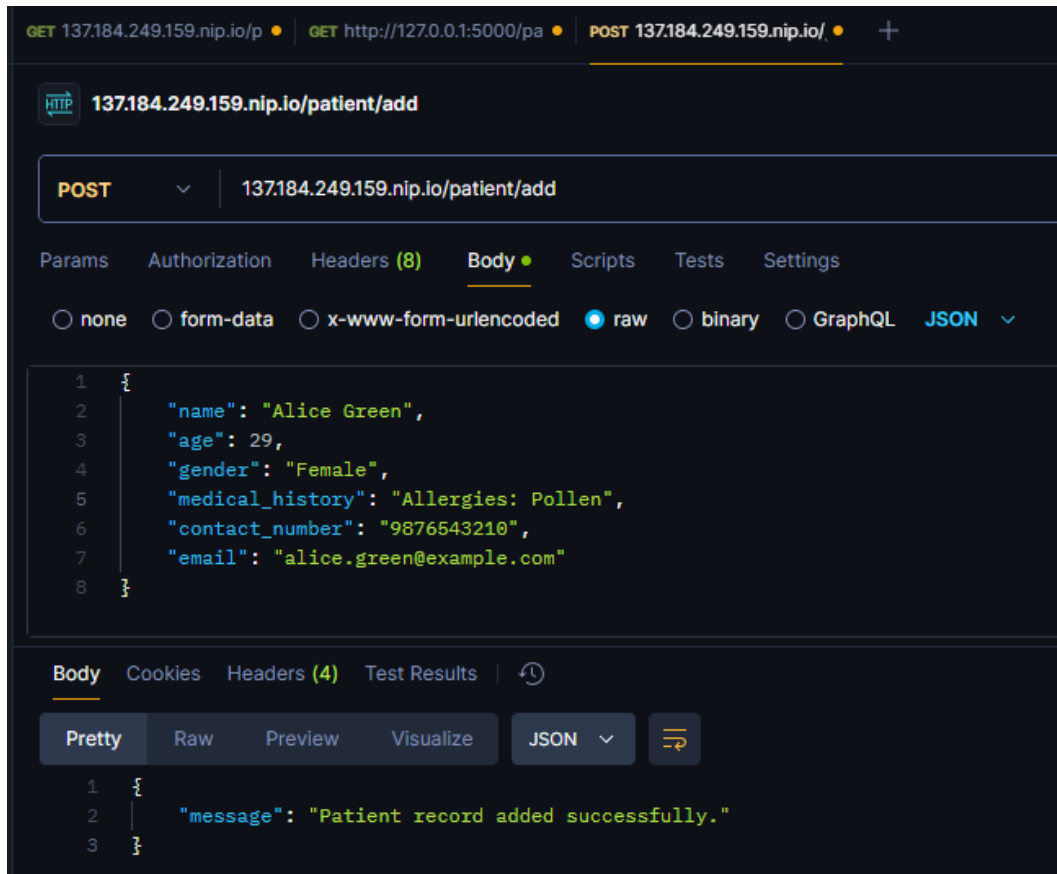 GET 137.184.249.159.nip.io/p GET http://127.0.0.1:5000/pa POST 137.184.249.159.nip.io/
HTTP 137.184.249.159.nip.io/patient/add
POST 137.184.249.159.nip.io/patient/add
Params Authorization Headers (8) Body Scripts Tests Settings
none form-data x-www-form-urlencoded raw binary GraphQL JSON
1 {
2 "name": "Alice Green",
3 "age": 29,
4 "gender": "Female",
5 "medical_history": "Allergies: Pollen",
6 "contact_number": "9876543210",
7 "email": "alice.green@example.com"
8 }
Body Cookies Headers (4) Test Results
Pretty Raw Preview Visualize JSON
1 {
2 "message": "Patient record added successfully."
3 }